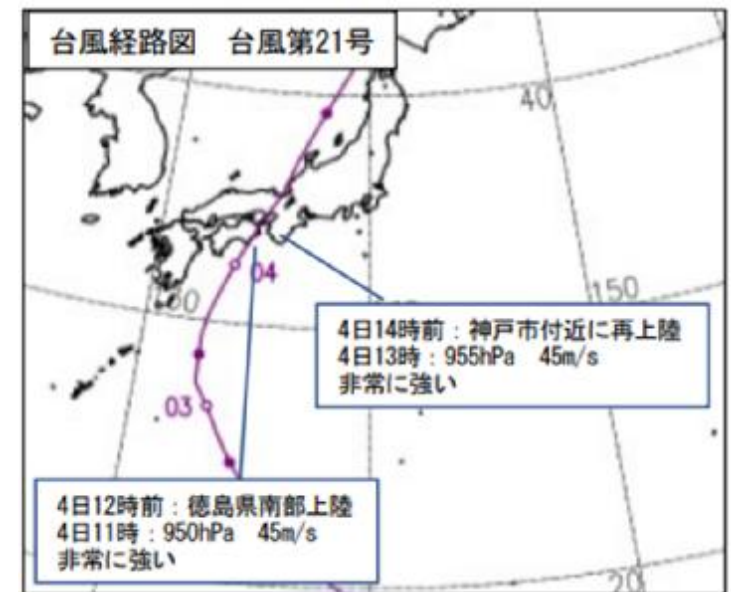 台風経路図　台風第21号
40
04
150
4日14時前：神戸市付近に再上陸
4日13時：955hPa　45m/s
非常に強い
03
4日12時前：徳島県南部上陸
4日11時：950hPa　45m/s
非常に強い
20